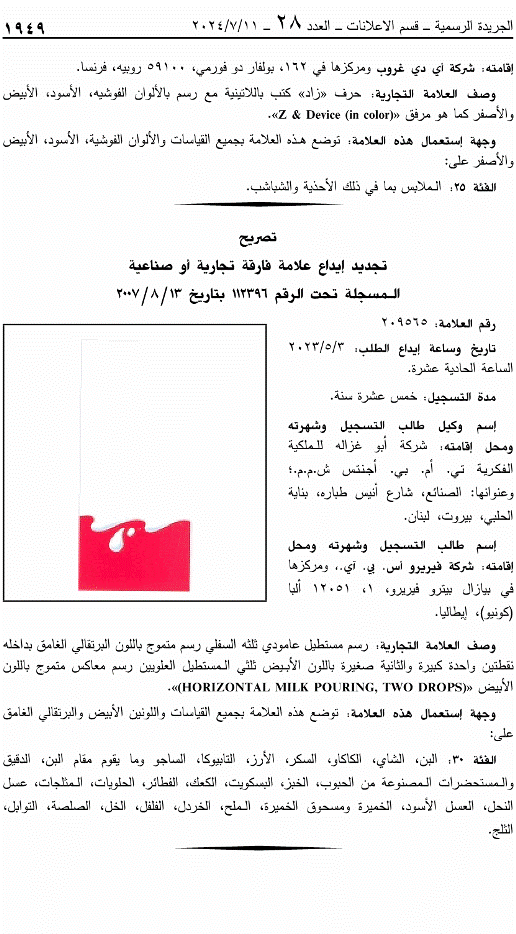 الجريدة الرسمية ــ قسم الاعلانات ــ العدد ٢٨ ــ ٢٠٢٤/٧/١١ ١٩٤٩
إقامته: شركة آي دي غروب ومركزها في ١٦٢، بولفار دو فورمي، ٥٩١٠٠ روبيه، فرنسا.
وصف العلامة التجارية: حرف «زاد» كتب باللاتينية مع رسم بالألوان الفوشيه، الأسود، الأبيض
والأصفر كما هو مرفق «Z & Device (in color)».
وجهة إستعمال هذه العلامة: توضع هذه العلامة بجميع القياسات والألوان الفوشية، الأسود، الأبيض
والأصفر على:
الفئة ٢٥: الملابس بما في ذلك الأحذية والشباشب.
تصريح
تجديد إيداع علامة فارقة تجارية أو صناعية
المسجلة تحت الرقم ١١٢٣٩٦ بتاريخ ٢٠٠٧/٨/١٣
رقم العلامة: ٢٠٩٥٦٥
تاريخ وساعة إيداع الطلب: ٢٠٢٣/٥/٣
الساعة الحادية عشرة.
مدة التسجيل: خمس عشرة سنة.
إسم وكيل طالب التسجيل وشهرته
ومحل إقامته: شركة أبو غزاله للملكية
الفكرية تي. أم. بي. أجنتس ش.م.م.؛
وعنوانها: الصنائع، شارع أنيس طباره، بناية
الحلبي، بيروت، لبنان.
إسم طالب التسجيل وشهرته ومحل
إقامته: شركة فيريرو أس. بي. آي.، ومركزها
في بيازال بيترو فيريرو، ١، ١٢٠٥١ ألبا
(كونيو)، إيطاليا.
وصف العلامة التجارية: رسم مستطيل عامودي ثلثه السفلي رسم متموج باللون البرتقالي الغامق بداخله
نقطتين واحدة كبيرة والثانية صغيرة باللون الأبيض ثلثي المستطيل العلويين رسم معاكس متموج باللون
الأبيض «(HORIZONTAL MILK POURING, TWO DROPS)».
وجهة إستعمال هذه العلامة: توضع هذه العلامة بجميع القياسات واللونين الأبيض والبرتقالي الغامق
على:
الفئة ٣٠: البن، الشاي، الكاكاو، السكر، الأرز، التابيوكا، الساجو وما يقوم مقام البن، الدقيق
والمستحضرات المصنوعة من الحبوب، الخبز، البسكويت، الكعك، الفطائر، الحلويات، المثلجات، عسل
النحل، العسل الأسود، الخميرة ومسحوق الخميرة، الملح، الخردل، الفلفل، الخل، الصلصة، التوابل،
الثلج.